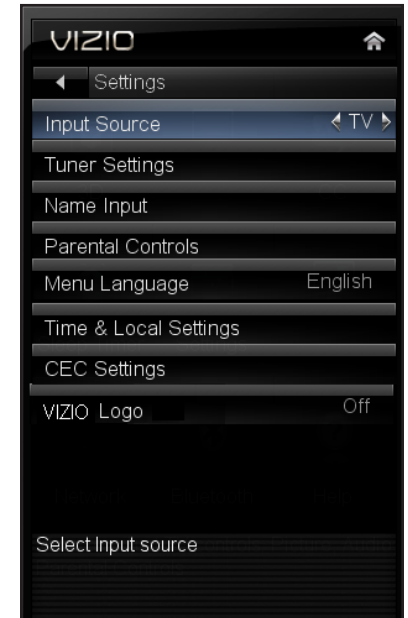 VIZIO
Settings
Input Source TV
Tuner Settings
Name Input
Parental Controls
Menu Language English
Time & Local Settings
CEC Settings
VIZIO Logo Off
Select Input source